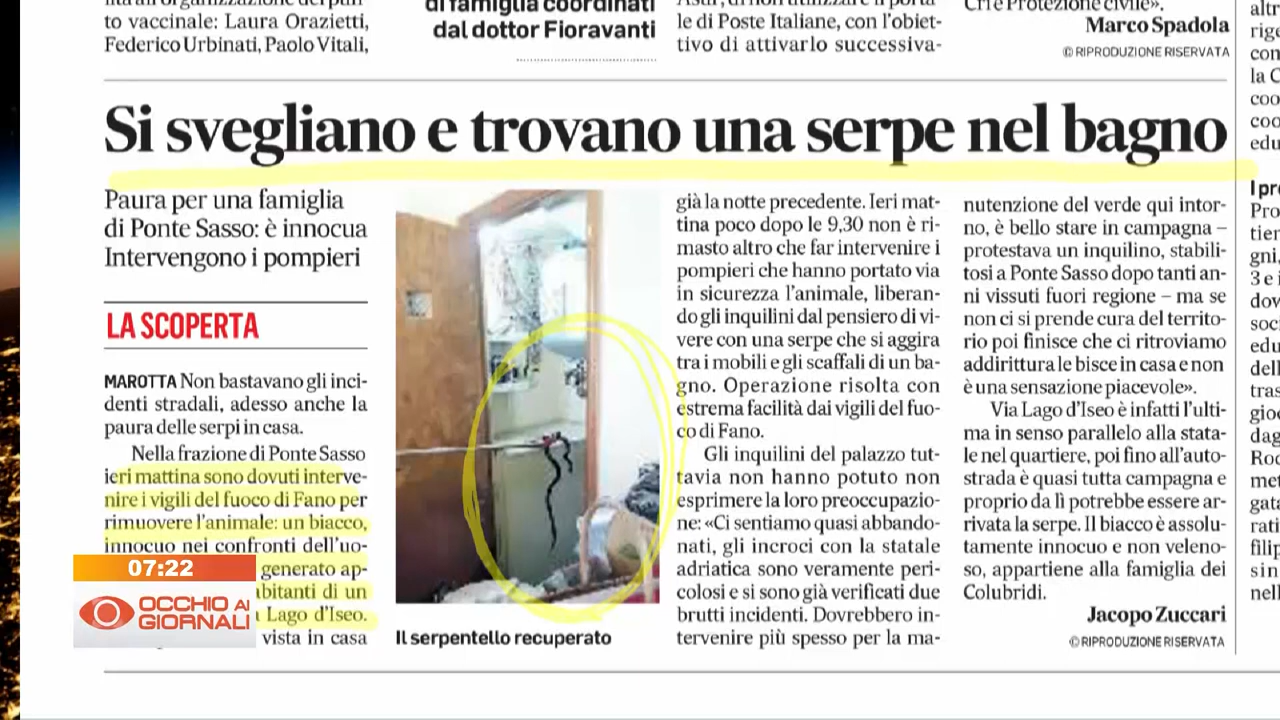 to vaccinale: Laura Orazietti,
Federico Urbinati, Paolo Vitali,
di famiglia coordinati
dal dottor Fioravanti
le di Poste Italiane, con l'obiet-
tivo di attivarlo successiva-
Cri e Protezione civile».
Marco Spadola
© RIPRODUZIONE RISERVATA
Si svegliano e trovano una serpe nel bagno
Paura per una famiglia
di Ponte Sasso: è innocua
Intervengono i pompieri
LA SCOPERTA
MAROTTA Non bastavano gli inci-
denti stradali, adesso anche la
paura delle serpi in casa.
Nella frazione di Ponte Sasso
ieri mattina sono dovuti interve-
nire i vigili del fuoco di Fano per
rimuovere l'animale: un biacco,
innocuo nei confronti dell'uo-
generato ap-
abitanti di un
Lago d'Iseo.
vista in casa
07:22
OCCHIO AI
GIORNALI
Il serpentello recuperato
già la notte precedente. Ieri mat-
tina poco dopo le 9,30 non è ri-
masto altro che far intervenire i
pompieri che hanno portato via
in sicurezza l'animale, liberan-
do gli inquilini dal pensiero di vi-
vere con una serpe che si aggira
tra i mobili e gli scaffali di un ba-
gno. Operazione risolta con
estrema facilità dai vigili del fuo-
co di Fano.
Gli inquilini del palazzo tut-
tavia non hanno potuto non
esprimere la loro preoccupazio-
ne: «Ci sentiamo quasi abbando-
nati, gli incroci con la statale
adriatica sono veramente peri-
colosi e si sono già verificati due
brutti incidenti. Dovrebbero in-
tervenire più spesso per la ma-
nutenzione del verde qui intor-
no, è bello stare in campagna –
protestava un inquilino, stabili-
tosi a Ponte Sasso dopo tanti an-
ni vissuti fuori regione – ma se
non ci si prende cura del territo-
rio poi finisce che ci ritroviamo
addirittura le bisce in casa e non
è una sensazione piacevole».
Via Lago d'Iseo è infatti l'ulti-
ma in senso parallelo alla stata-
le nel quartiere, poi fino all'auto-
strada è quasi tutta campagna e
proprio da lì potrebbe essere ar-
rivata la serpe. Il biacco è assolu-
tamente innocuo e non veleno-
so, appartiene alla famiglia dei
Colubridi.
Jacopo Zuccari
© RIPRODUZIONE RISERVATA